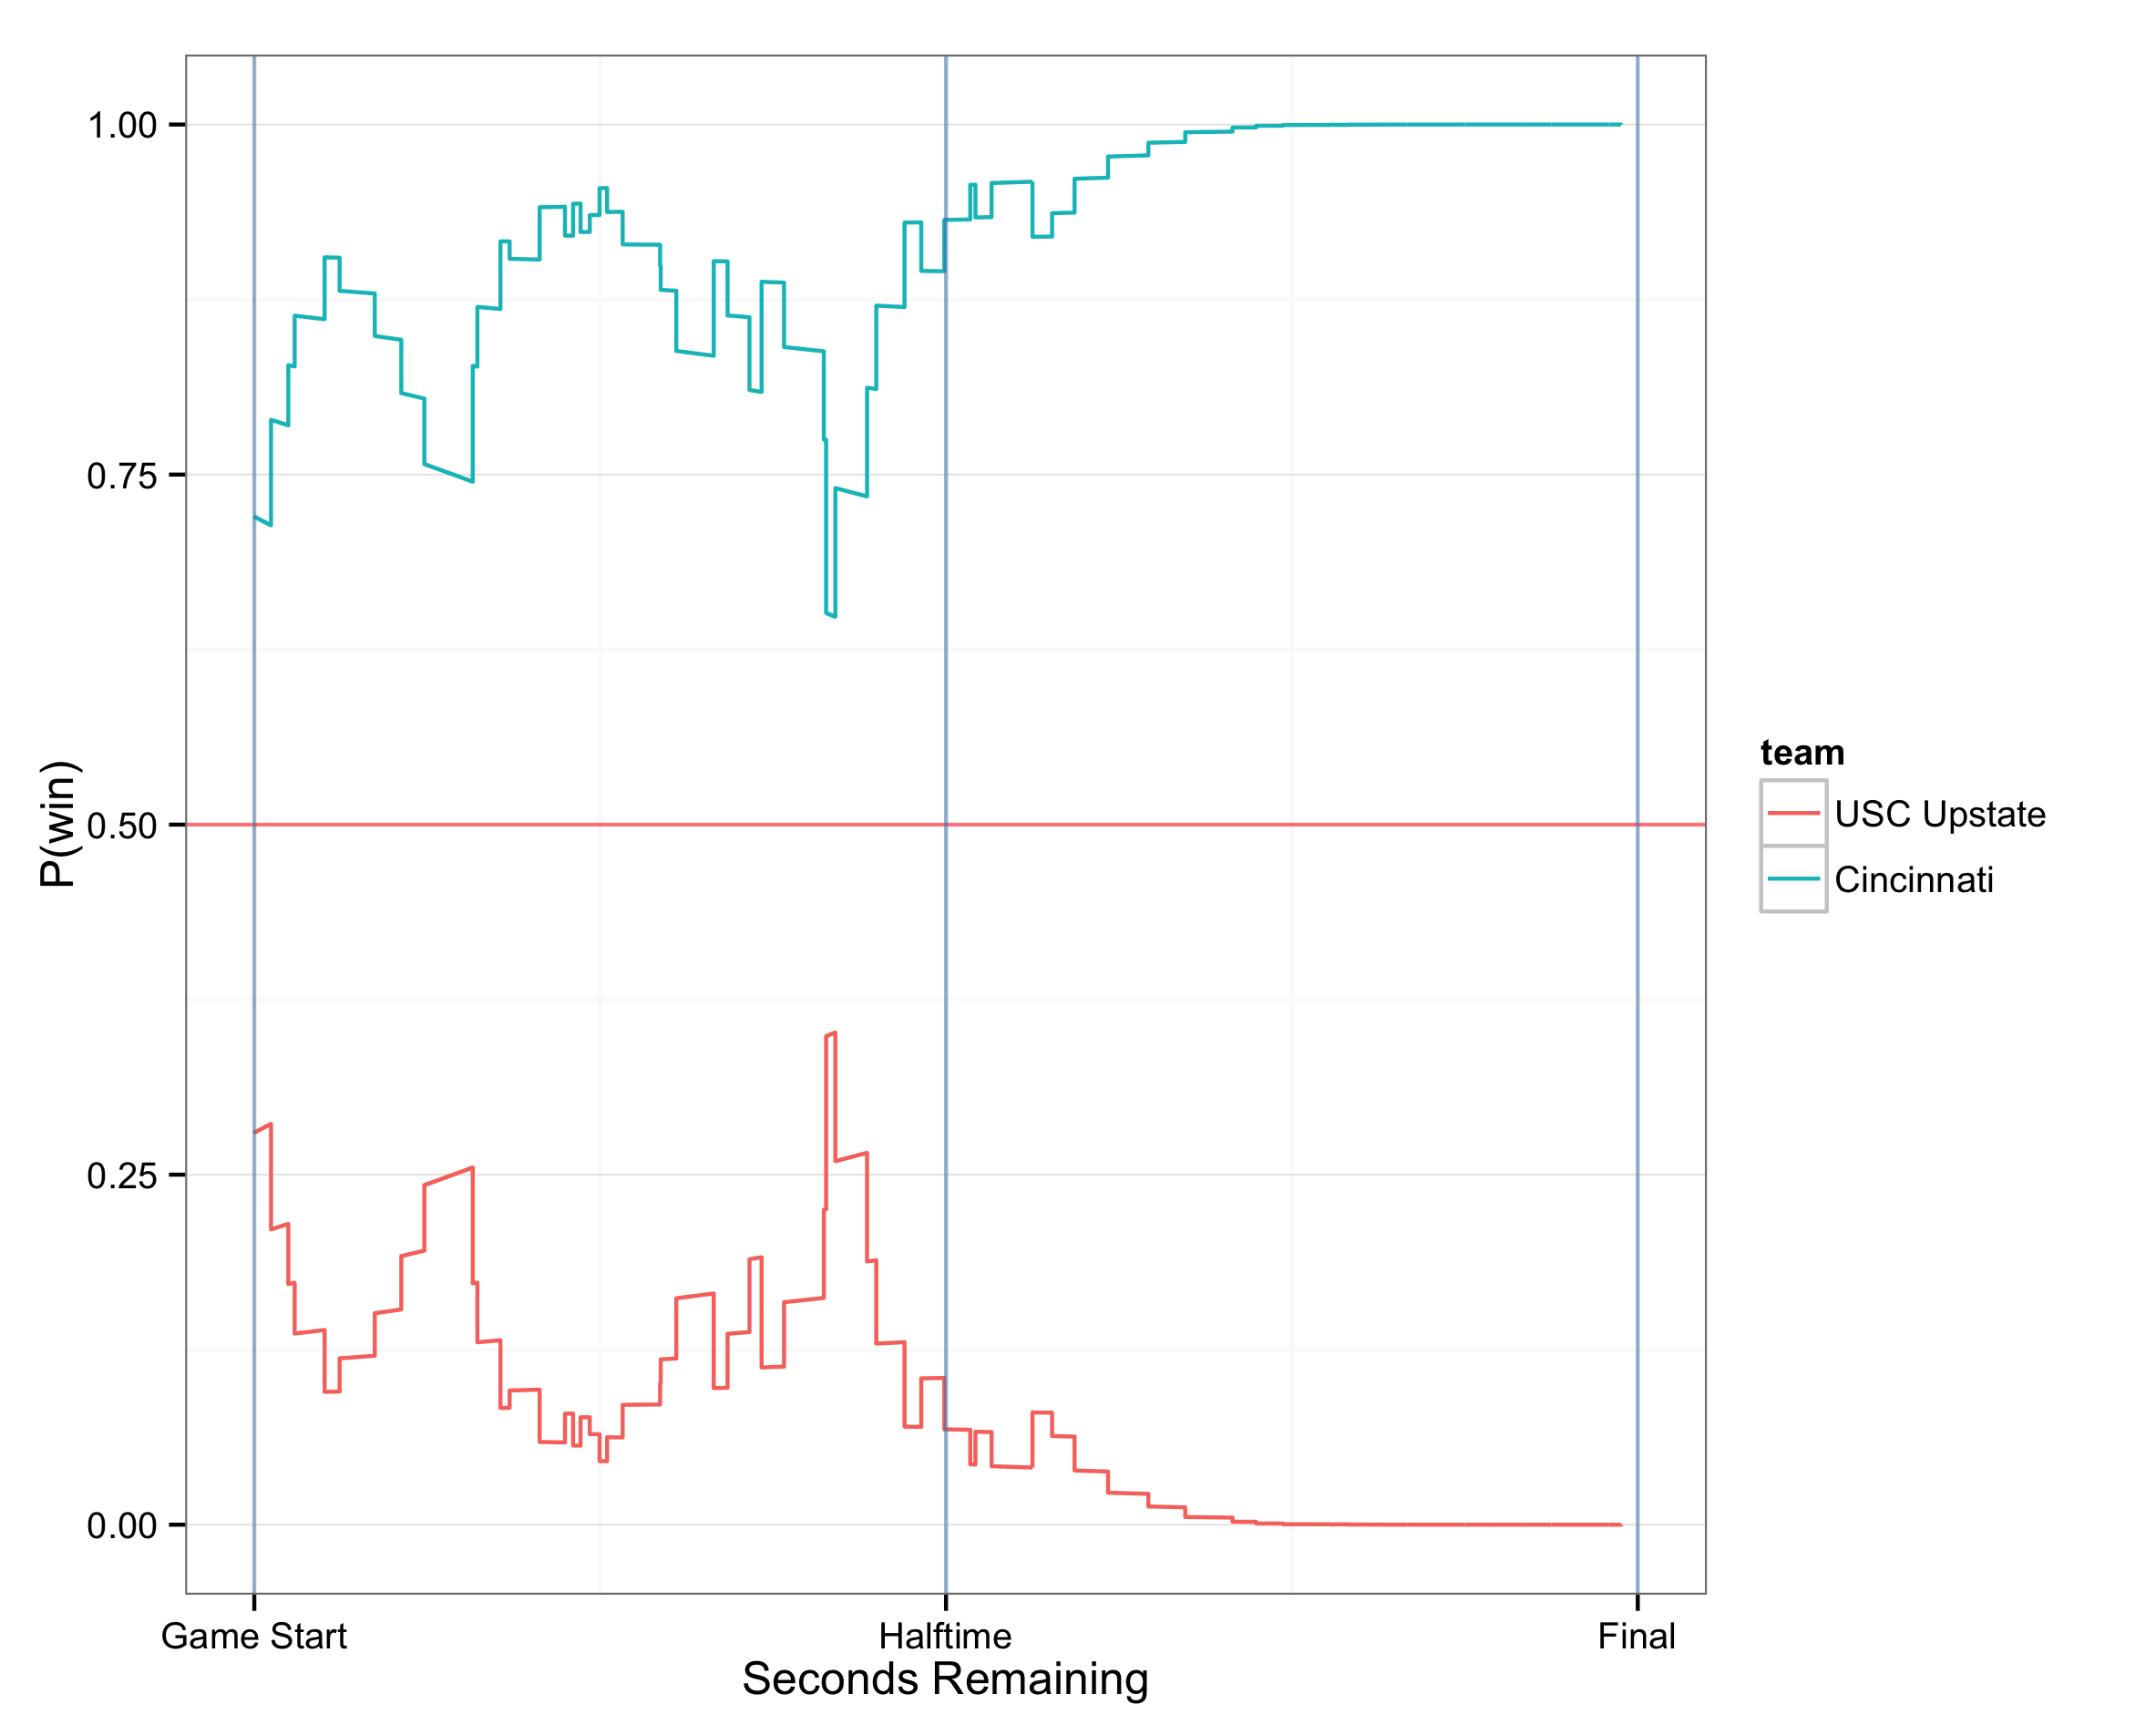 1.00
0.75
0.50
0.25
0.00
P(win)
Game Start
Halftime
Final
Seconds Remaining
team
USC Upstate
Cincinnati